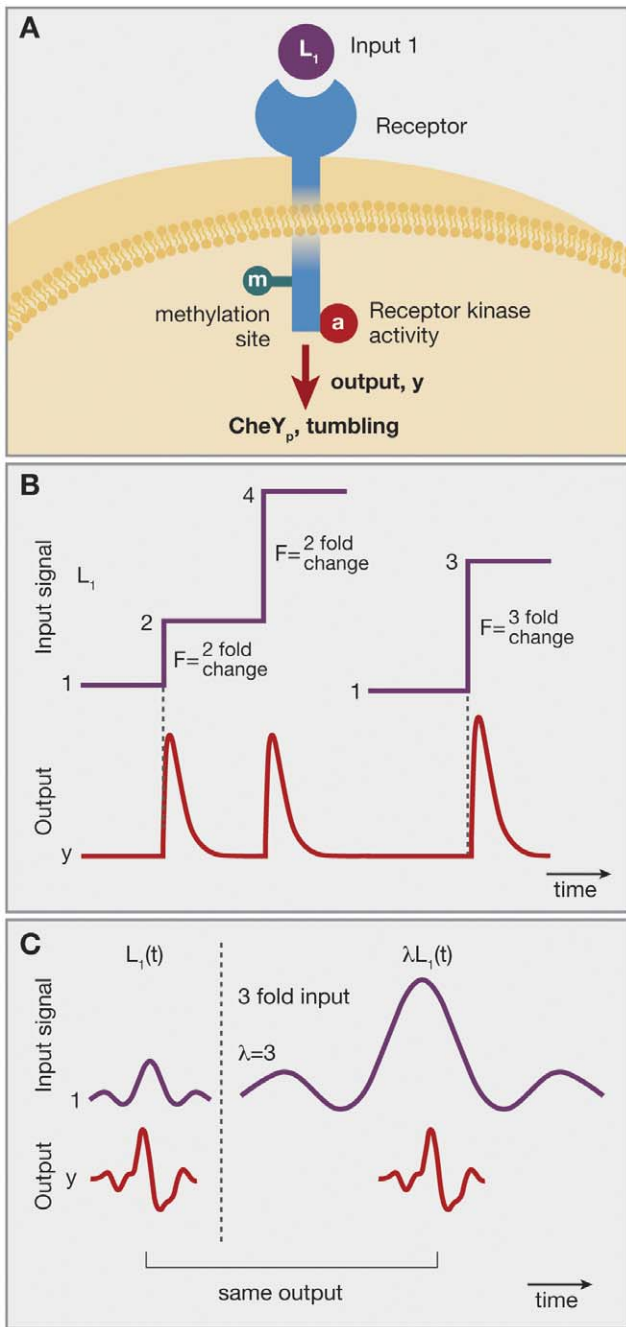 A
L₁
Input 1
Receptor
m
methylation
site
a
Receptor kinase
activity
output, y
CheYₚ, tumbling
B
Input signal
L₁
1
2
4
F= 2 fold
change
F= 2 fold
change
1
3
F= 3 fold
change
Output
y
time
C
L₁(t)
λL₁(t)
Input signal
1
3 fold input
λ=3
Output
y
same output
time